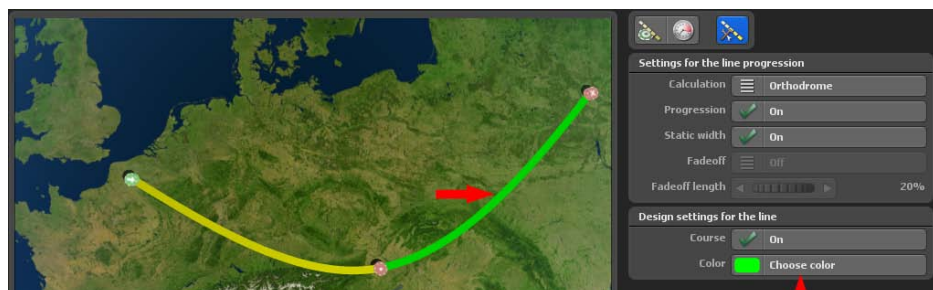 Settings for the line progression
Calculation Orthodrome
Progression On
Static width On
Fadeoff Off
Fadeoff length 20%
Design settings for the line
Course On
Color Choose color